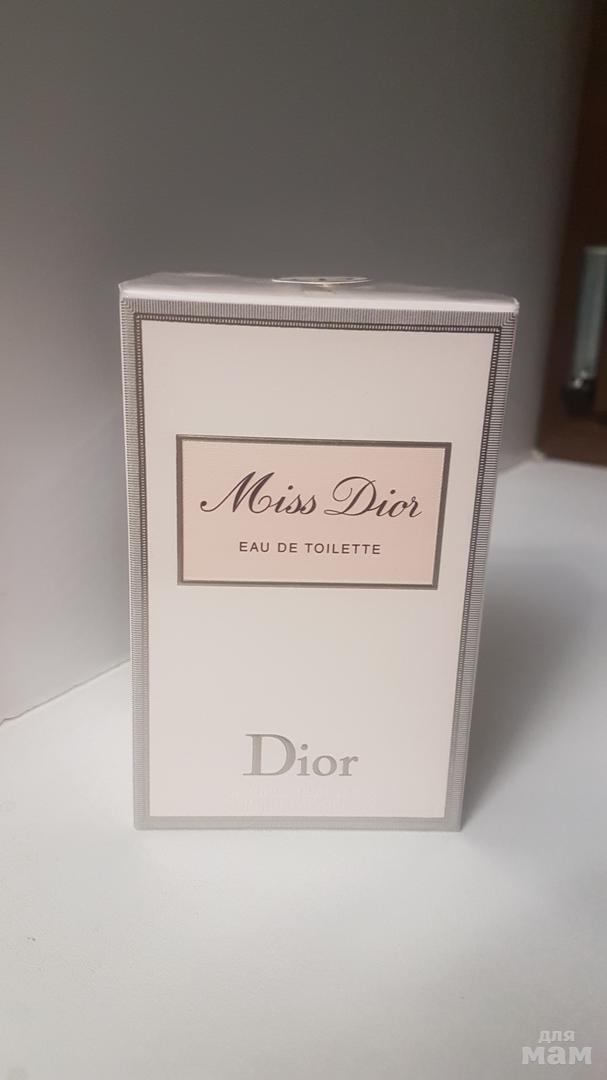 Miss Dior
EAU DE TOILETTE
Dior
для
мам